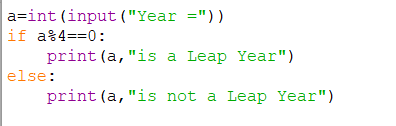 a=int(input("Year ="))
if a%4==0:
    print(a,"is a Leap Year")
else:
    print(a,"is not a Leap Year")